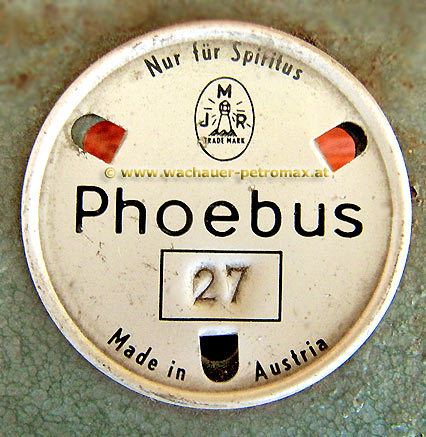 Nur für Spiritus
M
J R
TRADE MARK
© www.wachauer-petromax.at
Phoebus
27
Made in Austria